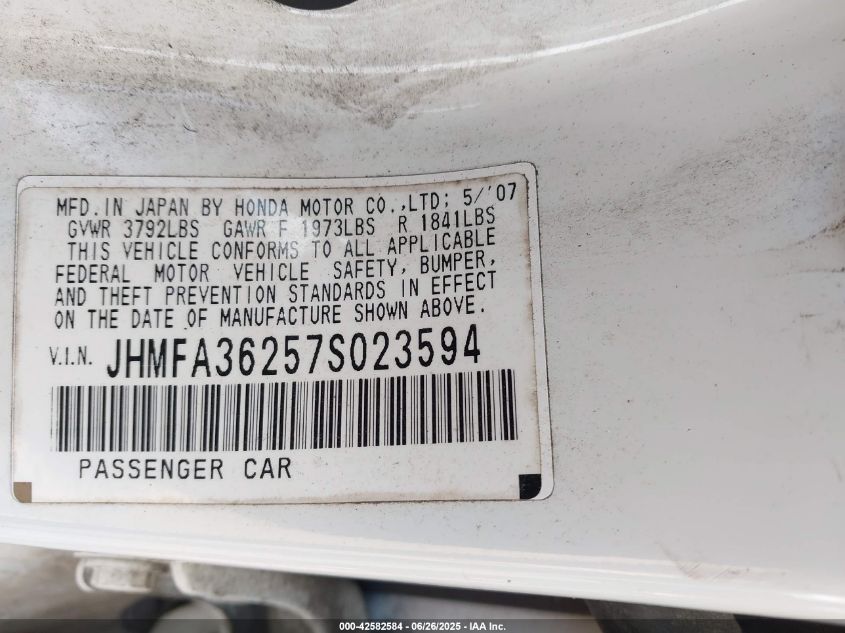 MFD. IN JAPAN BY HONDA MOTOR CO.,LTD; 5/'07
GVWR 3792LBS GAWR F 1973LBS R 1841LBS
THIS VEHICLE CONFORMS TO ALL APPLICABLE
FEDERAL MOTOR VEHICLE SAFETY, BUMPER,
AND THEFT PREVENTION STANDARDS IN EFFECT
ON THE DATE OF MANUFACTURE SHOWN ABOVE.
V.I.N. JHMFA36257S023594
PASSENGER CAR
000-42582584 - 06/26/2025 - IAA Inc.